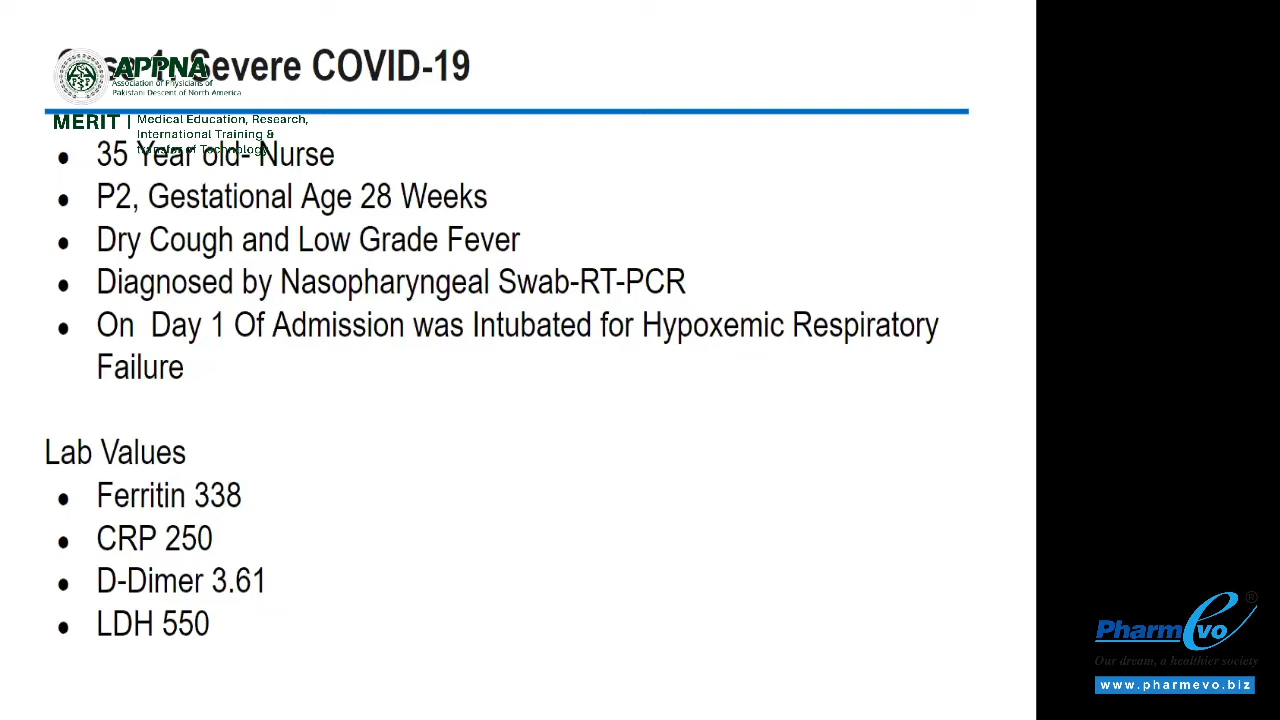 Severe COVID-19
APPNA
Association of Physicians of
Pakistani Descent of North America
MERIT | Medical Education, Research,
International Training &
transfer of Technology
• 35 Year old- Nurse
• P2, Gestational Age 28 Weeks
• Dry Cough and Low Grade Fever
• Diagnosed by Nasopharyngeal Swab-RT-PCR
• On Day 1 Of Admission was Intubated for Hypoxemic Respiratory
Failure
Lab Values
• Ferritin 338
• CRP 250
• D-Dimer 3.61
• LDH 550
PharmEvo ®
Our dream, a healthier society
www.pharmevo.biz